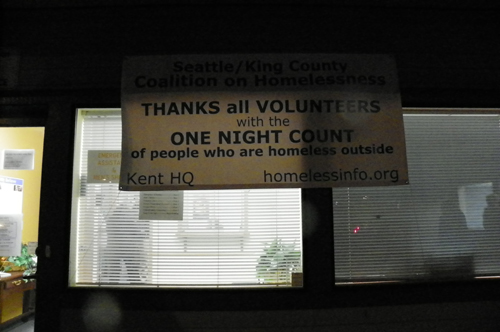 Seattle/King County
Coalition on Homelessness
THANKS all VOLUNTEERS
with the
ONE NIGHT COUNT
of people who are homeless outside
Kent HQ homelessinfo.org